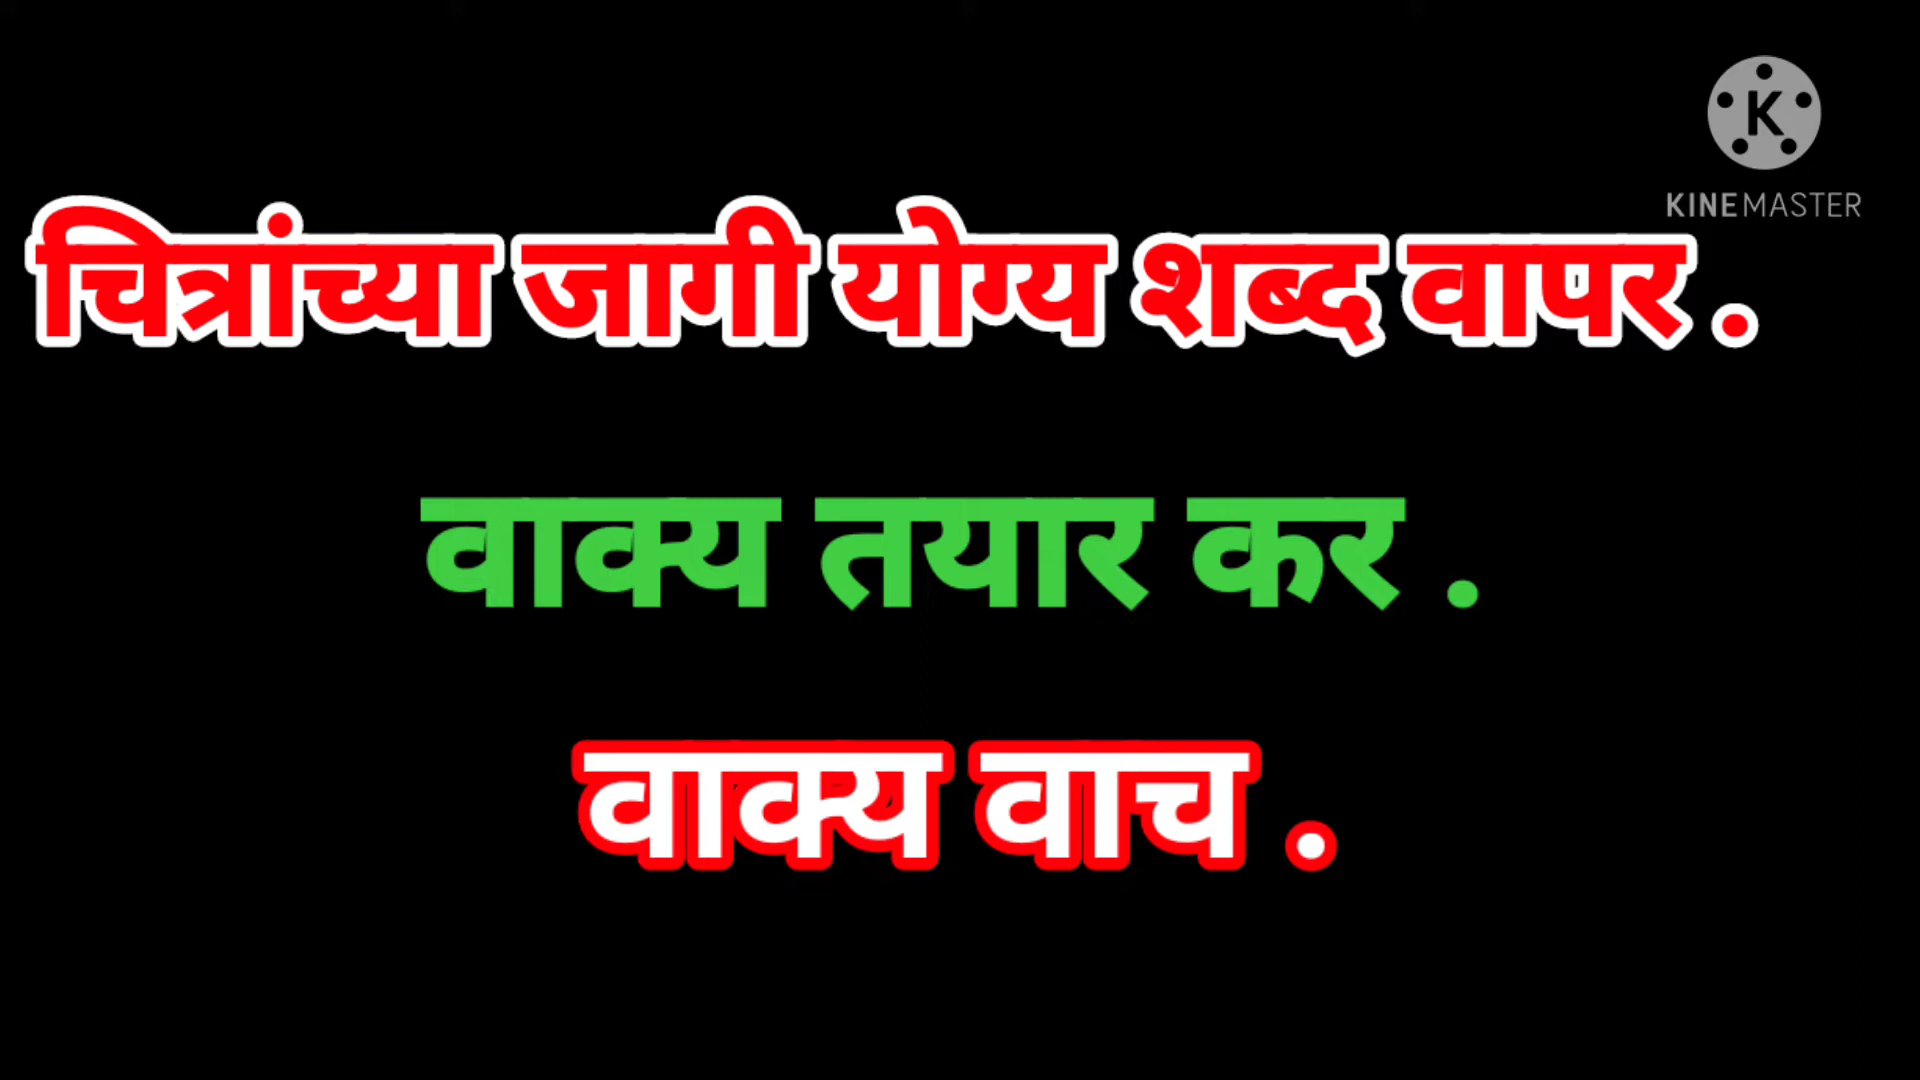 KINEMASTER
चित्रांच्या जागी योग्य शब्द वापर .
वाक्य तयार कर .
वाक्य वाच .